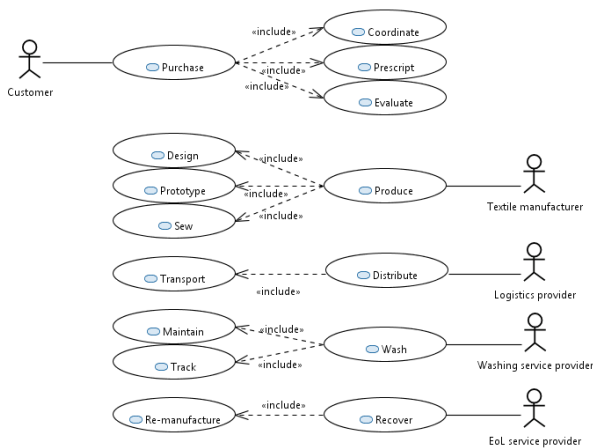 «include»
Coordinate
Purchase
«include»
Prescript
Customer
«include»
Evaluate
Design
«include»
Prototype
«include»
Produce
Sew
«include»
Textile manufacturer
Transport
«include»
Distribute
Logistics provider
Maintain
«include»
Wash
Track
«include»
Washing service provider
Re-manufacture
«include»
Recover
EoL service provider